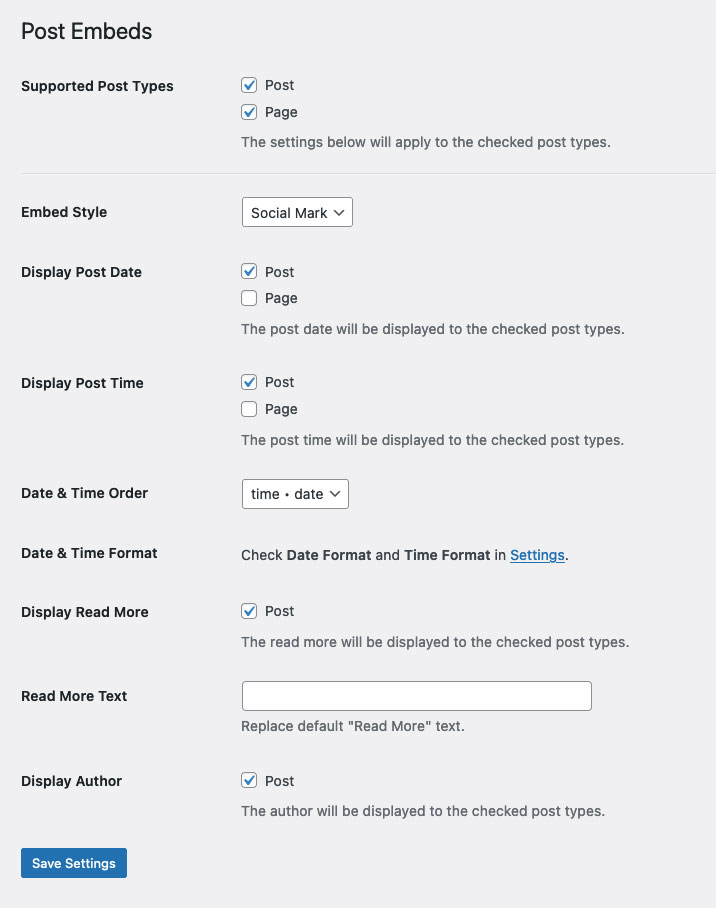 Post Embeds
Supported Post Types
Post
Page
The settings below will apply to the checked post types.
Embed Style
Social Mark
Display Post Date
Post
Page
The post date will be displayed to the checked post types.
Display Post Time
Post
Page
The post time will be displayed to the checked post types.
Date & Time Order
time • date
Date & Time Format
Check Date Format and Time Format in Settings.
Display Read More
Post
The read more will be displayed to the checked post types.
Read More Text
Replace default "Read More" text.
Display Author
Post
The author will be displayed to the checked post types.
Save Settings